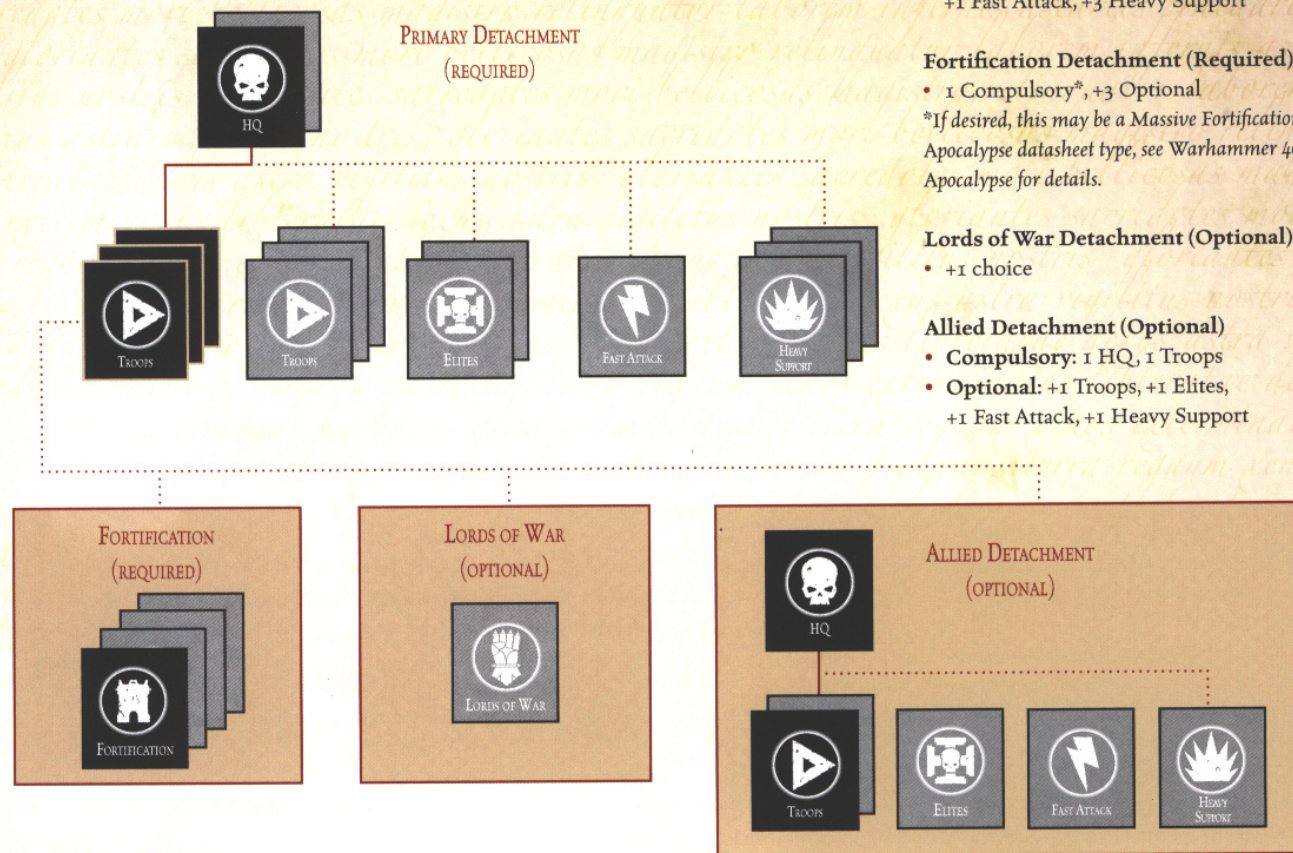 +1 Fast Attack, +3 Heavy Support
PRIMARY DETACHMENT
(REQUIRED)
HQ
TROOPS
TROOPS
ELITES
FAST ATTACK
HEAVY
SUPPORT
Fortification Detachment (Required)
• 1 Compulsory*, +3 Optional
*If desired, this may be a Massive Fortification
Apocalypse datasheet type, see Warhammer
Apocalypse for details.
Lords of War Detachment (Optional)
• +1 choice
Allied Detachment (Optional)
• Compulsory: 1 HQ, 1 Troops
• Optional: +1 Troops, +1 Elites,
+1 Fast Attack, +1 Heavy Support
FORTIFICATION
(REQUIRED)
FORTIFICATION
LORDS OF WAR
(OPTIONAL)
LORDS OF WAR
ALLIED DETACHMENT
(OPTIONAL)
HQ
TROOPS
ELITES
FAST ATTACK
HEAVY
SUPPORT